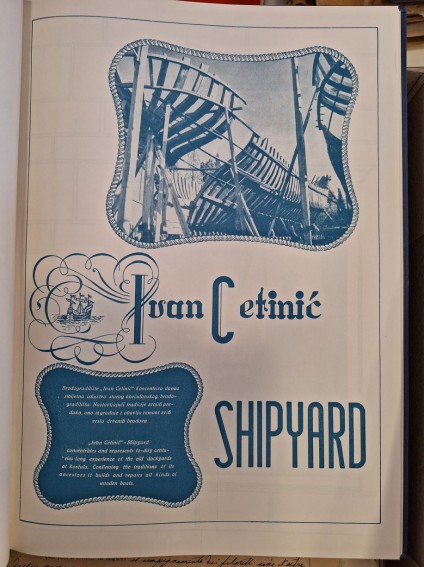 Ivan Cetinić
SHIPYARD
Brodogradilište „Ivan Cetinić" koncentrira danas
stoljetno iskustvo starog korčulanskog brodo-
gradilišta. Nastavljajući tradicije svojih pre-
daka, ono izgrađuje i obavlja remont svih
vrsta drvenih brodova
„Ivan Cetinić"-Shipyard
concentrates and represents to-day centu-
ries long experience of the old dockyards
at Korčula. Continuing the traditions of its
ancestors it builds and repairs all kinds of
wooden boats.